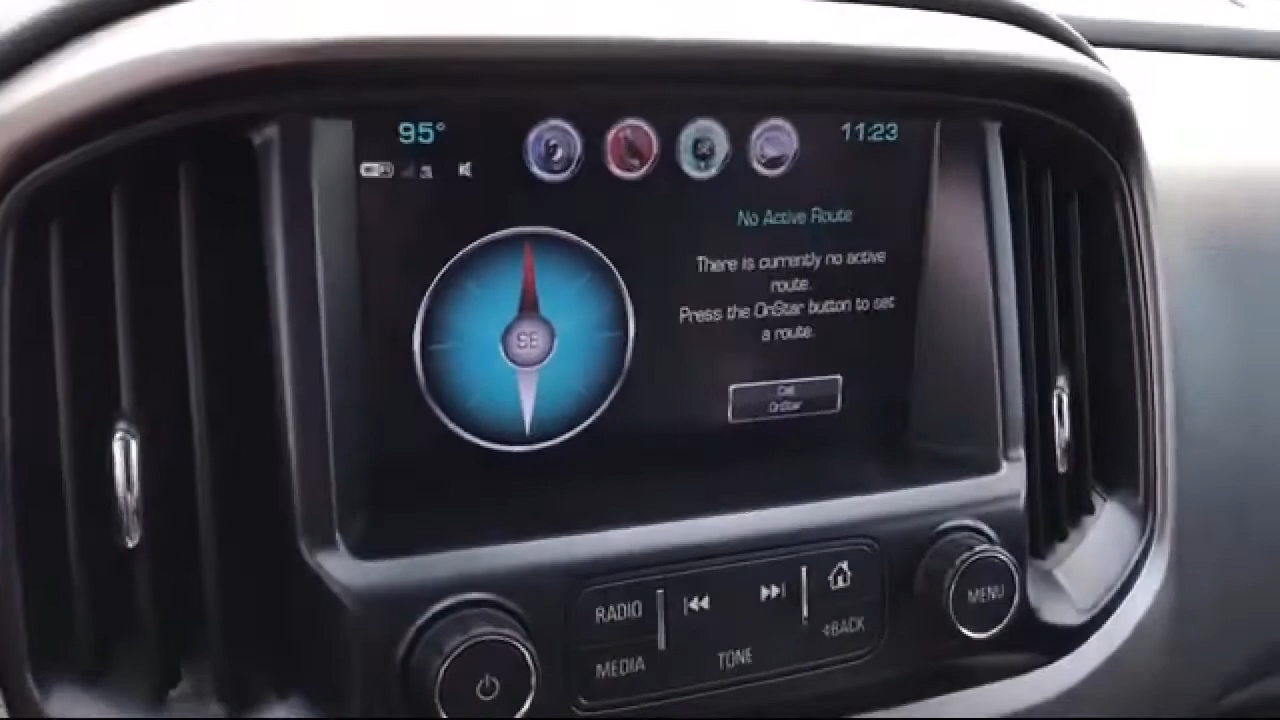 95°
11:23
No Active Route
There is currently no active
route.
Press the OnStar button to set
a route.
SE
Call
OnStar
RADIO
MENU
BACK
MEDIA
TONE